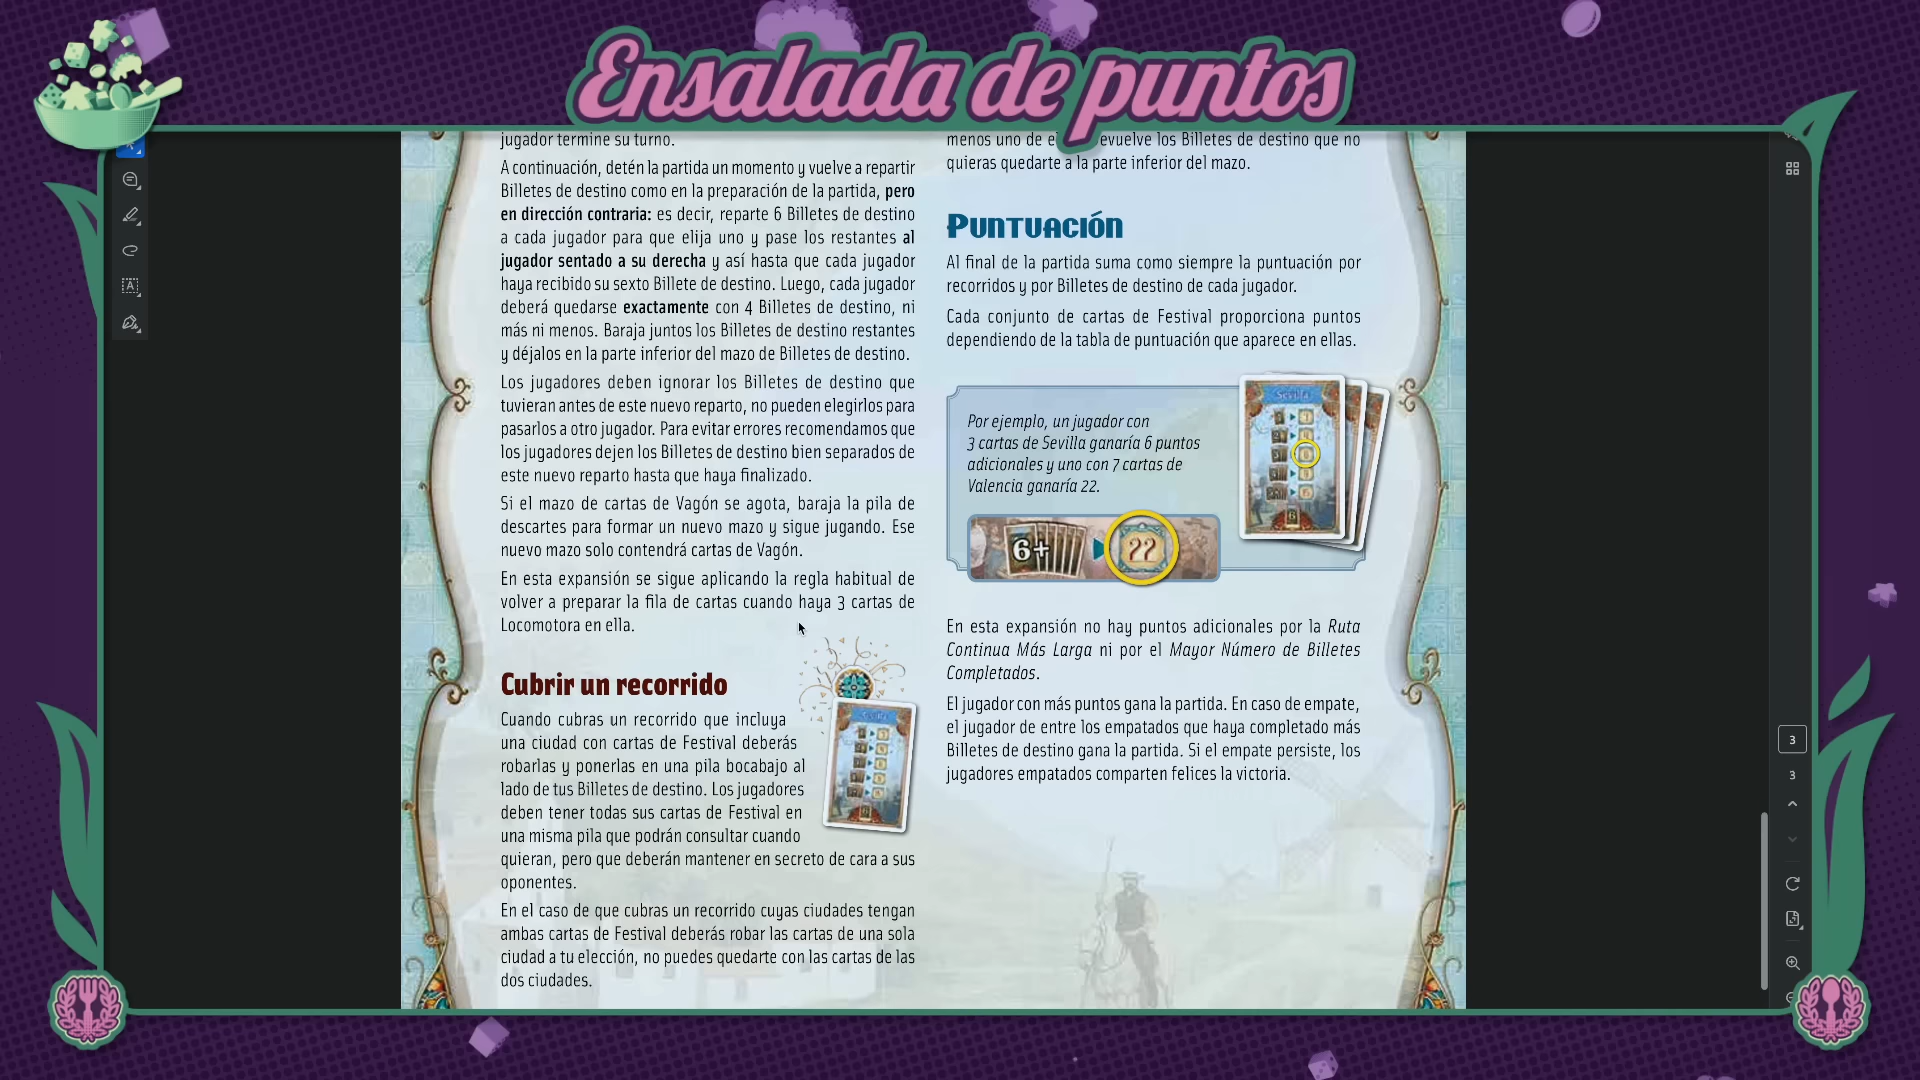 Ensalada de puntos
jugador termine su turno.
A continuación, detén la partida un momento y vuelve a repartir
Billetes de destino como en la preparación de la partida, pero
en dirección contraria: es decir, reparte 6 Billetes de destino
a cada jugador para que elija uno y pase los restantes al
jugador sentado a su derecha y así hasta que cada jugador
haya recibido su sexto Billete de destino. Luego, cada jugador
deberá quedarse exactamente con 4 Billetes de destino, ni
más ni menos. Baraja juntos los Billetes de destino restantes
y déjalos en la parte inferior del mazo de Billetes de destino.
Los jugadores deben ignorar los Billetes de destino que
tuvieran antes de este nuevo reparto, no pueden elegirlos para
pasarlos a otro jugador. Para evitar errores recomendamos que
los jugadores dejen los Billetes de destino bien separados de
este nuevo reparto hasta que haya finalizado.
Si el mazo de cartas de Vagón se agota, baraja la pila de
descartes para formar un nuevo mazo y sigue jugando. Ese
nuevo mazo solo contendrá cartas de Vagón.
En esta expansión se sigue aplicando la regla habitual de
volver a preparar la fila de cartas cuando haya 3 cartas de
Locomotora en ella.
Cubrir un recorrido
Cuando cubras un recorrido que incluya
una ciudad con cartas de Festival deberás
robarlas y ponerlas en una pila bocabajo al
lado de tus Billetes de destino. Los jugadores
deben tener todas sus cartas de Festival en
una misma pila que podrán consultar cuando
quieran, pero que deberán mantener en secreto de cara a sus
oponentes.
Sevilla
En el caso de que cubras un recorrido cuyas ciudades tengan
ambas cartas de Festival deberás robar las cartas de una sola
ciudad a tu elección, no puedes quedarte con las cartas de las
dos ciudades.
menos uno de evuelve los Billetes de destino que no
quieras quedarte a la parte inferior del mazo.
Puntuación
Al final de la partida suma como siempre la puntuación por
recorridos y por Billetes de destino de cada jugador.
Cada conjunto de cartas de Festival proporciona puntos
dependiendo de la tabla de puntuación que aparece en ellas.
Por ejemplo, un jugador con
3 cartas de Sevilla ganaría 6 puntos
adicionales y uno con 7 cartas de
Valencia ganaría 22.
6+ 22
Sevilla
En esta expansión no hay puntos adicionales por la Ruta
Continua Más Larga ni por el Mayor Número de Billetes
Completados.
El jugador con más puntos gana la partida. En caso de empate,
el jugador de entre los empatados que haya completado más
Billetes de destino gana la partida. Si el empate persiste, los
jugadores empatados comparten felices la victoria.
3
3